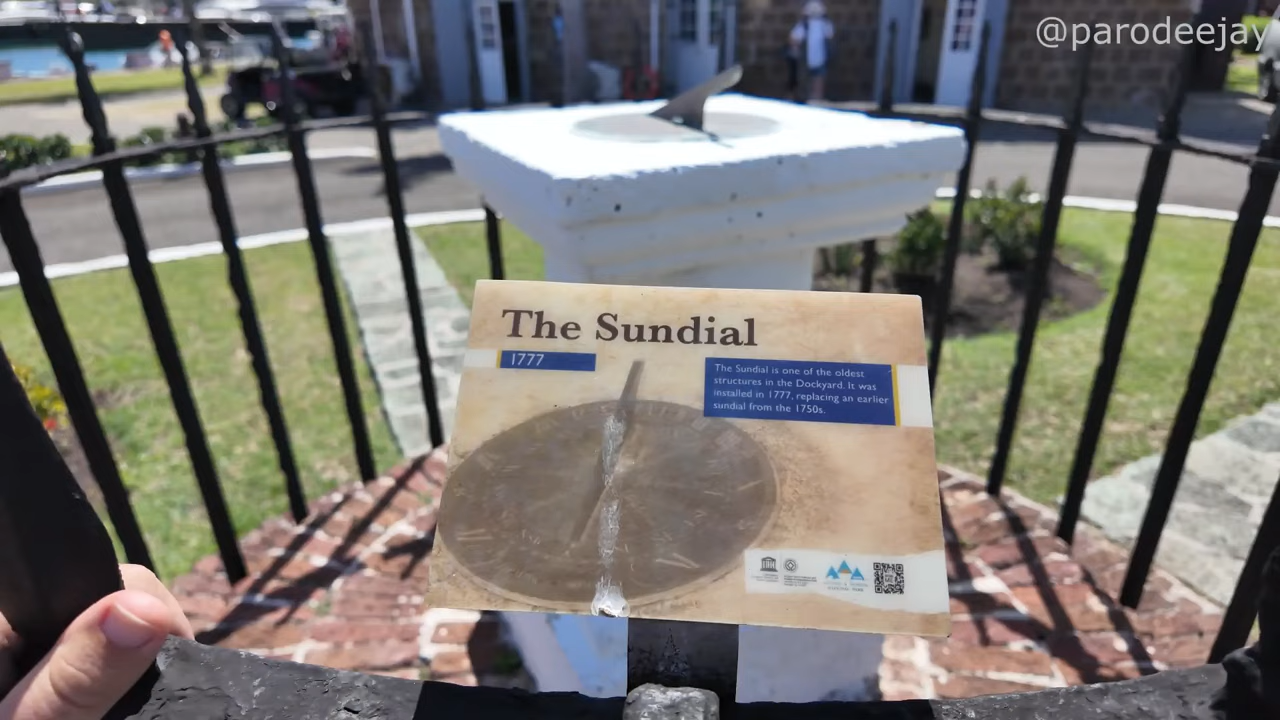 @parodeejay
The Sundial
1777
The Sundial is one of the oldest
structures in the Dockyard. It was
installed in 1777, replacing an earlier
sundial from the 1750s.